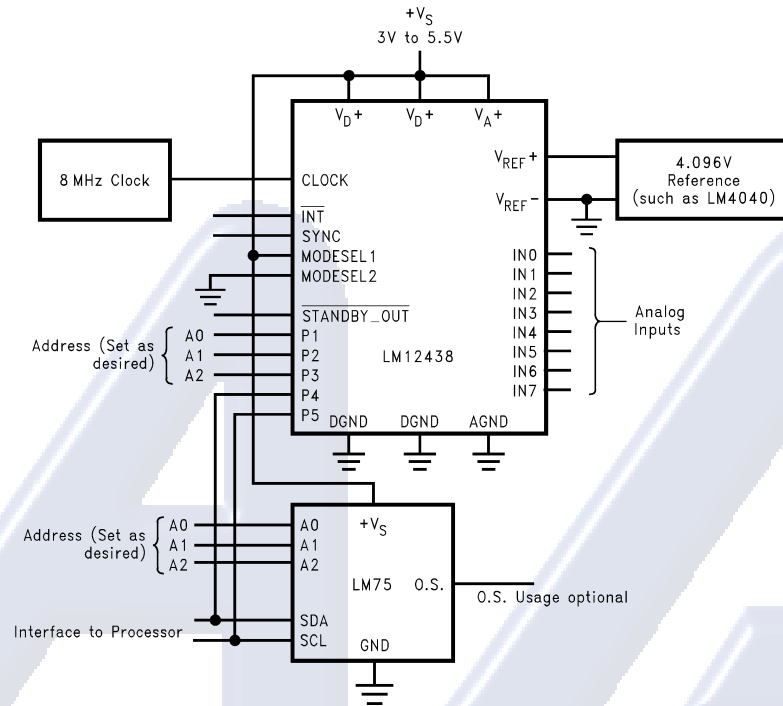 +VS
3V to 5.5V
VD+
VD+
VA+
8 MHz Clock
CLOCK
VREF+
VREF−
4.096V
Reference
(such as LM4040)
INT
SYNC
MODESEL1
MODESEL2
STANDBY_OUT
Address (Set as
desired)
A0
A1
A2
P1
P2
P3
P4
P5
LM12438
IN0
IN1
IN2
IN3
IN4
IN5
IN6
IN7
Analog
Inputs
DGND
DGND
AGND
Address (Set as
desired)
A0
A1
A2
A0
A1
A2
+VS
LM75
O.S.
O.S. Usage optional
Interface to Processor
SDA
SCL
GND